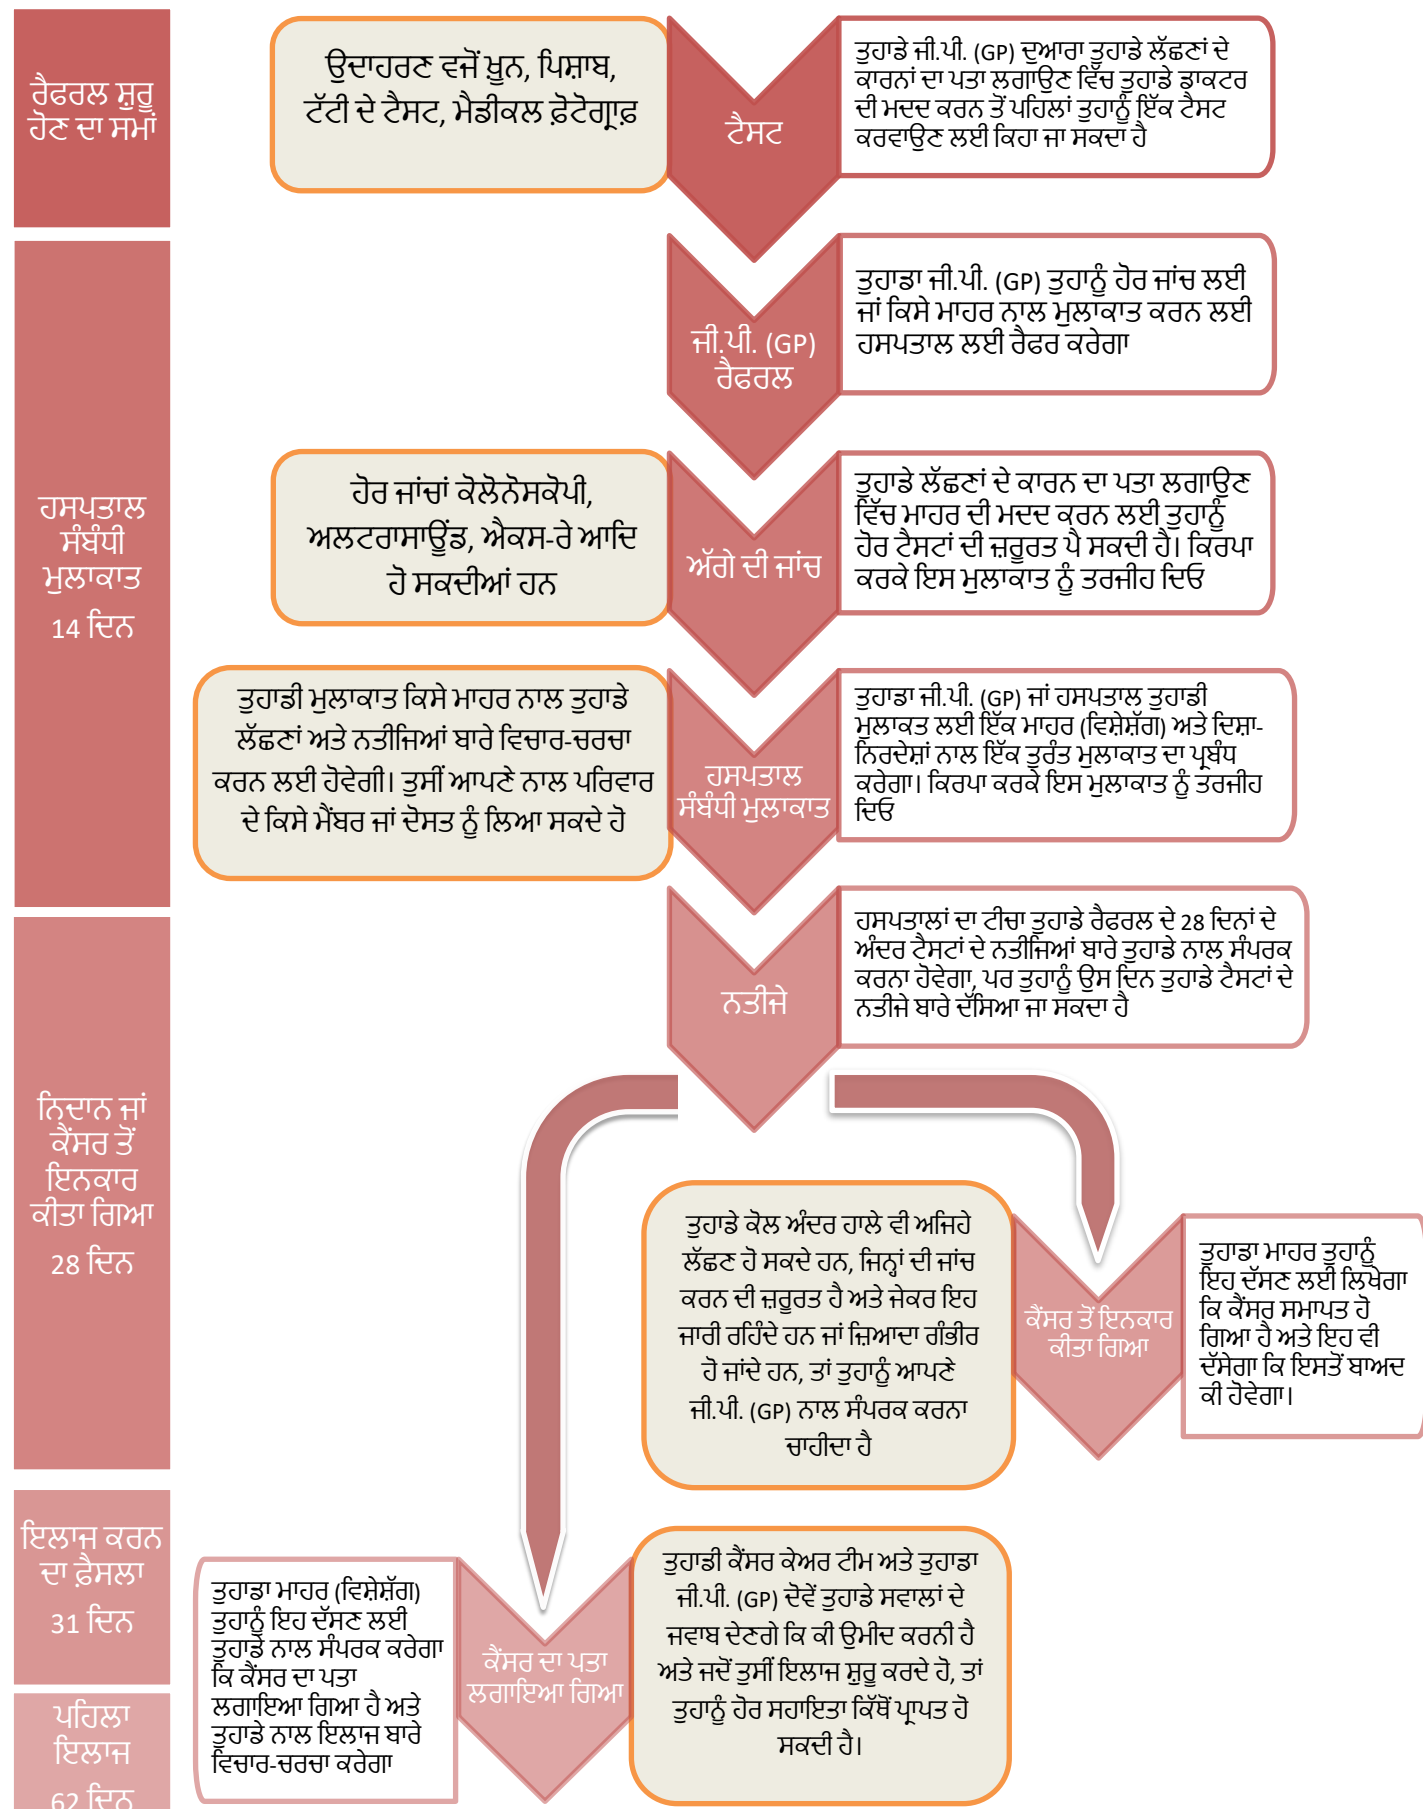 ਰੈਫਰਲ ਸ਼ੁਰੂ
ਹੋਣ ਦਾ ਸਮਾਂ
ਉਦਾਹਰਣ ਵਜੋਂ ਖ਼ੂਨ, ਪਿਸ਼ਾਬ,
ਟੱਟੀ ਦੇ ਟੈਸਟ, ਮੈਡੀਕਲ ਫ਼ੋਟੋਗ੍ਰਾਫ਼
ਟੈਸਟ
ਤੁਹਾਡੇ ਜੀ.ਪੀ. (GP) ਦੁਆਰਾ ਤੁਹਾਡੇ ਲੱਛਣਾਂ ਦੇ
ਕਾਰਨਾਂ ਦਾ ਪਤਾ ਲਗਾਉਣ ਵਿੱਚ ਤੁਹਾਡੇ ਡਾਕਟਰ
ਦੀ ਮਦਦ ਕਰਨ ਤੋਂ ਪਹਿਲਾਂ ਤੁਹਾਨੂੰ ਇੱਕ ਟੈਸਟ
ਕਰਵਾਉਣ ਲਈ ਕਿਹਾ ਜਾ ਸਕਦਾ ਹੈ
ਜੀ.ਪੀ. (GP)
ਰੈਫਰਲ
ਤੁਹਾਡਾ ਜੀ.ਪੀ. (GP) ਤੁਹਾਨੂੰ ਹੋਰ ਜਾਂਚ ਲਈ
ਜਾਂ ਕਿਸੇ ਮਾਹਰ ਨਾਲ ਮੁਲਾਕਾਤ ਕਰਨ ਲਈ
ਹਸਪਤਾਲ ਲਈ ਰੈਫਰ ਕਰੇਗਾ
ਹਸਪਤਾਲ
ਸੰਬੰਧੀ
ਮੁਲਾਕਾਤ
14 ਦਿਨ
ਹੋਰ ਜਾਂਚਾਂ ਕੋਲੋਨੋਸਕੋਪੀ,
ਅਲਟਰਾਸਾਊਂਡ, ਐਕਸ-ਰੇ ਆਦਿ
ਹੋ ਸਕਦੀਆਂ ਹਨ
ਅੱਗੇ ਦੀ ਜਾਂਚ
ਤੁਹਾਡੇ ਲੱਛਣਾਂ ਦੇ ਕਾਰਨ ਦਾ ਪਤਾ ਲਗਾਉਣ
ਵਿੱਚ ਮਾਹਰ ਦੀ ਮਦਦ ਕਰਨ ਲਈ ਤੁਹਾਨੂੰ
ਹੋਰ ਟੈਸਟਾਂ ਦੀ ਜ਼ਰੂਰਤ ਪੈ ਸਕਦੀ ਹੈ। ਕਿਰਪਾ
ਕਰਕੇ ਇਸ ਮੁਲਾਕਾਤ ਨੂੰ ਤਰਜੀਹ ਦਿਓ
ਤੁਹਾਡੀ ਮੁਲਾਕਾਤ ਕਿਸੇ ਮਾਹਰ ਨਾਲ ਤੁਹਾਡੇ
ਲੱਛਣਾਂ ਅਤੇ ਨਤੀਜਿਆਂ ਬਾਰੇ ਵਿਚਾਰ-ਚਰਚਾ
ਕਰਨ ਲਈ ਹੋਵੇਗੀ। ਤੁਸੀਂ ਆਪਣੇ ਨਾਲ ਪਰਿਵਾਰ
ਦੇ ਕਿਸੇ ਮੈਂਬਰ ਜਾਂ ਦੋਸਤ ਨੂੰ ਲਿਆ ਸਕਦੇ ਹੋ
ਹਸਪਤਾਲ
ਸੰਬੰਧੀ ਮੁਲਾਕਾਤ
ਤੁਹਾਡਾ ਜੀ.ਪੀ. (GP) ਜਾਂ ਹਸਪਤਾਲ ਤੁਹਾਡੀ
ਮੁਲਾਕਤ ਲਈ ਇੱਕ ਮਾਹਰ (ਵਿਸ਼ੇਸ਼ੱਗ) ਅਤੇ ਦਿਸ਼ਾ-
ਨਿਰਦੇਸ਼ਾਂ ਨਾਲ ਇੱਕ ਤੁਰੰਤ ਮੁਲਾਕਾਤ ਦਾ ਪ੍ਰਬੰਧ
ਕਰੇਗਾ। ਕਿਰਪਾ ਕਰਕੇ ਇਸ ਮੁਲਾਕਾਤ ਨੂੰ ਤਰਜੀਹ
ਦਿਓ
ਨਤੀਜੇ
ਹਸਪਤਾਲਾਂ ਦਾ ਟੀਚਾ ਤੁਹਾਡੇ ਰੈਫਰਲ ਦੇ 28 ਦਿਨਾਂ ਦੇ
ਅੰਦਰ ਟੈਸਟਾਂ ਦੇ ਨਤੀਜਿਆਂ ਬਾਰੇ ਤੁਹਾਡੇ ਨਾਲ ਸੰਪਰਕ
ਕਰਨਾ ਹੋਵੇਗਾ, ਪਰ ਤੁਹਾਨੂੰ ਉਸ ਦਿਨ ਤੁਹਾਡੇ ਟੈਸਟਾਂ ਦੇ
ਨਤੀਜੇ ਬਾਰੇ ਦੱਸਿਆ ਜਾ ਸਕਦਾ ਹੈ
ਨਿਦਾਨ ਜਾਂ
ਕੈਂਸਰ ਤੋਂ
ਇਨਕਾਰ
ਕੀਤਾ ਗਿਆ
28 ਦਿਨ
ਤੁਹਾਡੇ ਕੋਲ ਅੰਦਰ ਹਾਲੇ ਵੀ ਅਜਿਹੇ
ਲੱਛਣ ਹੋ ਸਕਦੇ ਹਨ, ਜਿਨ੍ਹਾਂ ਦੀ ਜਾਂਚ
ਕਰਨ ਦੀ ਜ਼ਰੂਰਤ ਹੈ ਅਤੇ ਜੇਕਰ ਇਹ
ਜਾਰੀ ਰਹਿੰਦੇ ਹਨ ਜਾਂ ਜ਼ਿਆਦਾ ਗੰਭੀਰ
ਹੋ ਜਾਂਦੇ ਹਨ, ਤਾਂ ਤੁਹਾਨੂੰ ਆਪਣੇ
ਜੀ.ਪੀ. (GP) ਨਾਲ ਸੰਪਰਕ ਕਰਨਾ
ਚਾਹੀਦਾ ਹੈ
ਕੈਂਸਰ ਤੋਂ ਇਨਕਾਰ
ਕੀਤਾ ਗਿਆ
ਤੁਹਾਡਾ ਮਾਹਰ ਤੁਹਾਨੂੰ
ਇਹ ਦੱਸਣ ਲਈ ਲਿਖੇਗਾ
ਕਿ ਕੈਂਸਰ ਸਮਾਪਤ ਹੋ
ਗਿਆ ਹੈ ਅਤੇ ਇਹ ਵੀ
ਦੱਸੇਗਾ ਕਿ ਇਸਤੋਂ ਬਾਅਦ
ਕੀ ਹੋਵੇਗਾ।
ਇਲਾਜ ਕਰਨ
ਦਾ ਫ਼ੈਸਲਾ
31 ਦਿਨ
ਪਹਿਲਾ
ਇਲਾਜ
62 ਦਿਨ
ਤੁਹਾਡਾ ਮਾਹਰ (ਵਿਸ਼ੇਸ਼ੱਗ)
ਤੁਹਾਨੂੰ ਇਹ ਦੱਸਣ ਲਈ
ਤੁਹਾਡੇ ਨਾਲ ਸੰਪਰਕ ਕਰੇਗਾ
ਕਿ ਕੈਂਸਰ ਦਾ ਪਤਾ
ਲਗਾਇਆ ਗਿਆ ਹੈ ਅਤੇ
ਤੁਹਾਡੇ ਨਾਲ ਇਲਾਜ ਬਾਰੇ
ਵਿਚਾਰ-ਚਰਚਾ ਕਰੇਗਾ
ਕੈਂਸਰ ਦਾ ਪਤਾ
ਲਗਾਇਆ ਗਿਆ
ਤੁਹਾਡੀ ਕੈਂਸਰ ਕੇਅਰ ਟੀਮ ਅਤੇ ਤੁਹਾਡਾ
ਜੀ.ਪੀ. (GP) ਦੋਵੇਂ ਤੁਹਾਡੇ ਸਵਾਲਾਂ ਦੇ
ਜਵਾਬ ਦੇਣਗੇ ਕਿ ਕੀ ਉਮੀਦ ਕਰਨੀ ਹੈ
ਅਤੇ ਜਦੋਂ ਤੁਸੀਂ ਇਲਾਜ ਸ਼ੁਰੂ ਕਰਦੇ ਹੋ, ਤਾਂ
ਤੁਹਾਨੂੰ ਹੋਰ ਸਹਾਇਤਾ ਕਿੱਥੋਂ ਪ੍ਰਾਪਤ ਹੋ
ਸਕਦੀ ਹੈ।